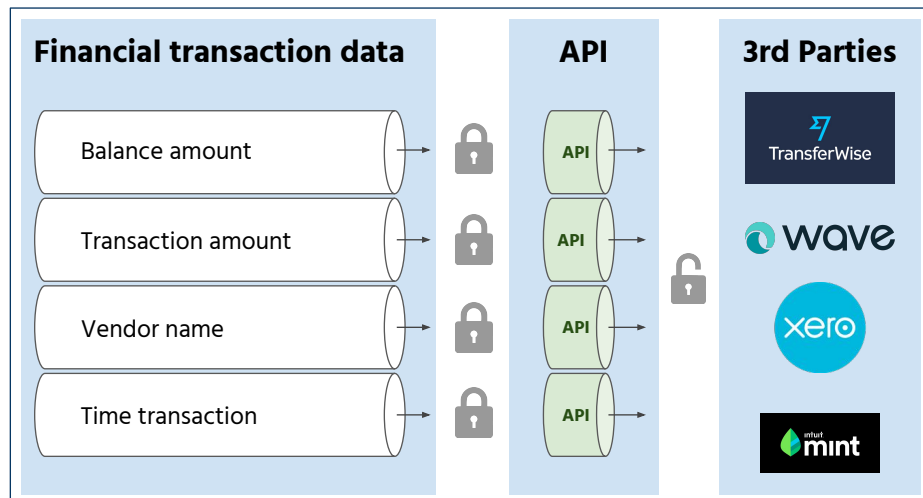 Financial transaction data
API
3rd Parties
Balance amount
API
TransferWise
Transaction amount
API
wave
Vendor name
API
xero
Time transaction
API
intuit
mint